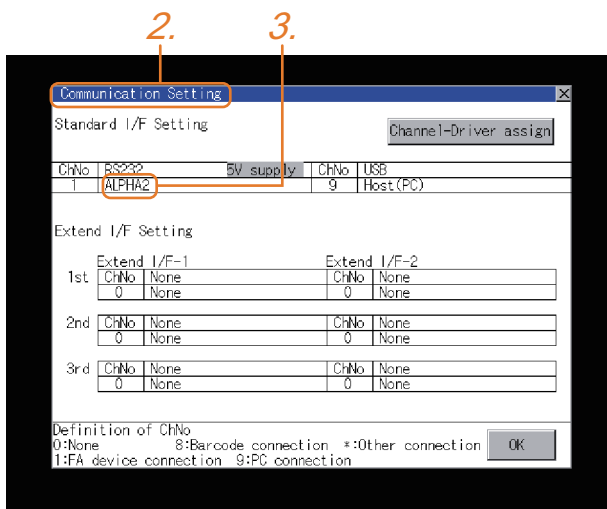 2. 3.
Communication Setting
Standard I/F Setting
Channel-Driver assign
ChNo RS232 5V supply ChNo USB
1 ALPHA2 9 Host(PC)
Extend I/F Setting
Extend I/F-1 Extend I/F-2
1st ChNo None ChNo None
0 None 0 None
2nd ChNo None ChNo None
0 None 0 None
3rd ChNo None ChNo None
0 None 0 None
Definition of ChNo
0:None 8:Barcode connection *:Other connection OK
1:FA device connection 9:PC connection